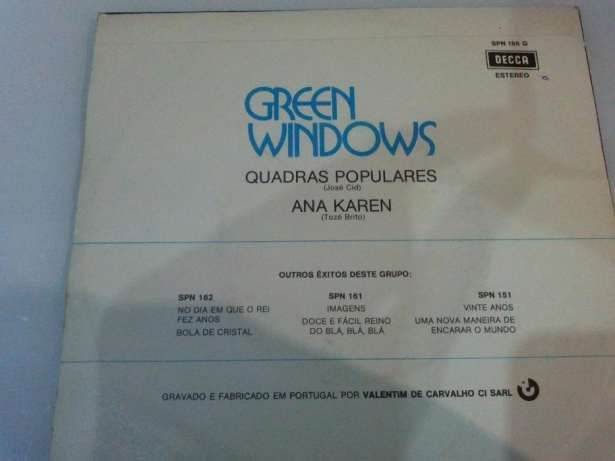 SPN 186 G
DECCA
ESTEREO
GREEN
WINDOWS
QUADRAS POPULARES
(José Cid)
ANA KAREN
(Tozé Brito)
OUTROS ÊXITOS DESTE GRUPO:
SPN 162
NO DIA EM QUE O REI
FEZ ANOS
BOLA DE CRISTAL
SPN 161
IMAGENS
DOCE E FÁCIL REINO
DO BLÁ, BLÁ, BLÁ
SPN 151
VINTE ANOS
UMA NOVA MANEIRA DE
ENCARAR O MUNDO
GRAVADO E FABRICADO EM PORTUGAL POR VALENTIM DE CARVALHO CI SARL